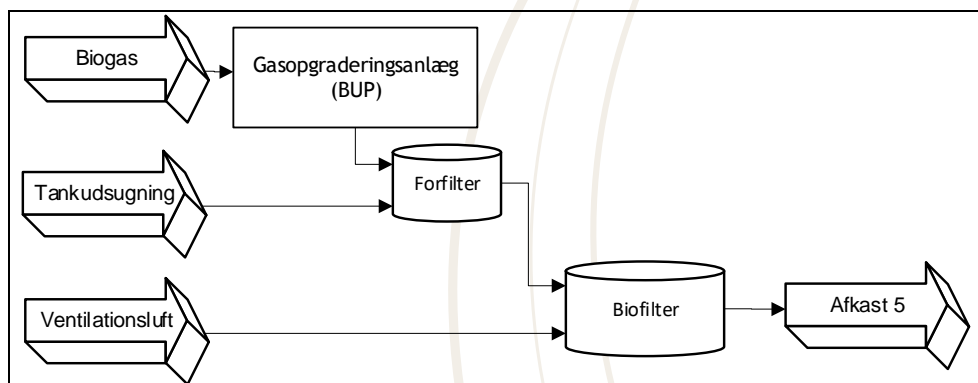 Biogas
Gasopgraderingsanlæg
(BUP)
Tankudsugning
Forfilter
Ventilationsluft
Biofilter
Afkast 5